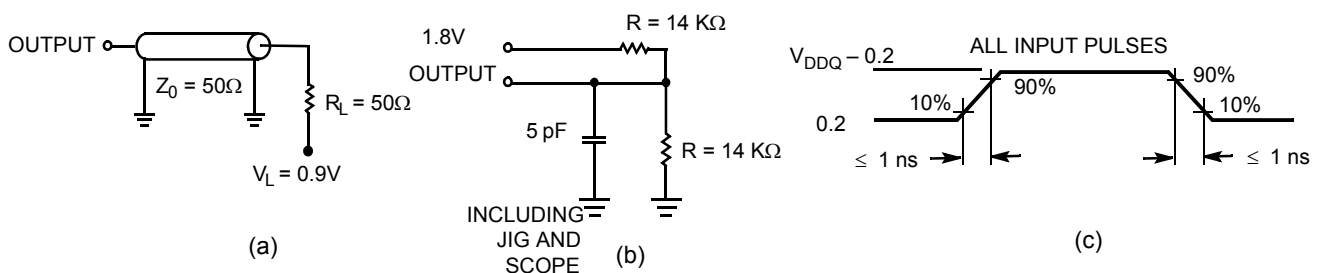 OUTPUT
Z0 = 50Ω
RL = 50Ω
VL = 0.9V
(a)
R = 14 KΩ
1.8V
OUTPUT
5 pF
R = 14 KΩ
INCLUDING
JIG AND
SCOPE
(b)
ALL INPUT PULSES
VDDQ – 0.2
90%
90%
10%
10%
0.2
≤ 1 ns
≤ 1 ns
(c)